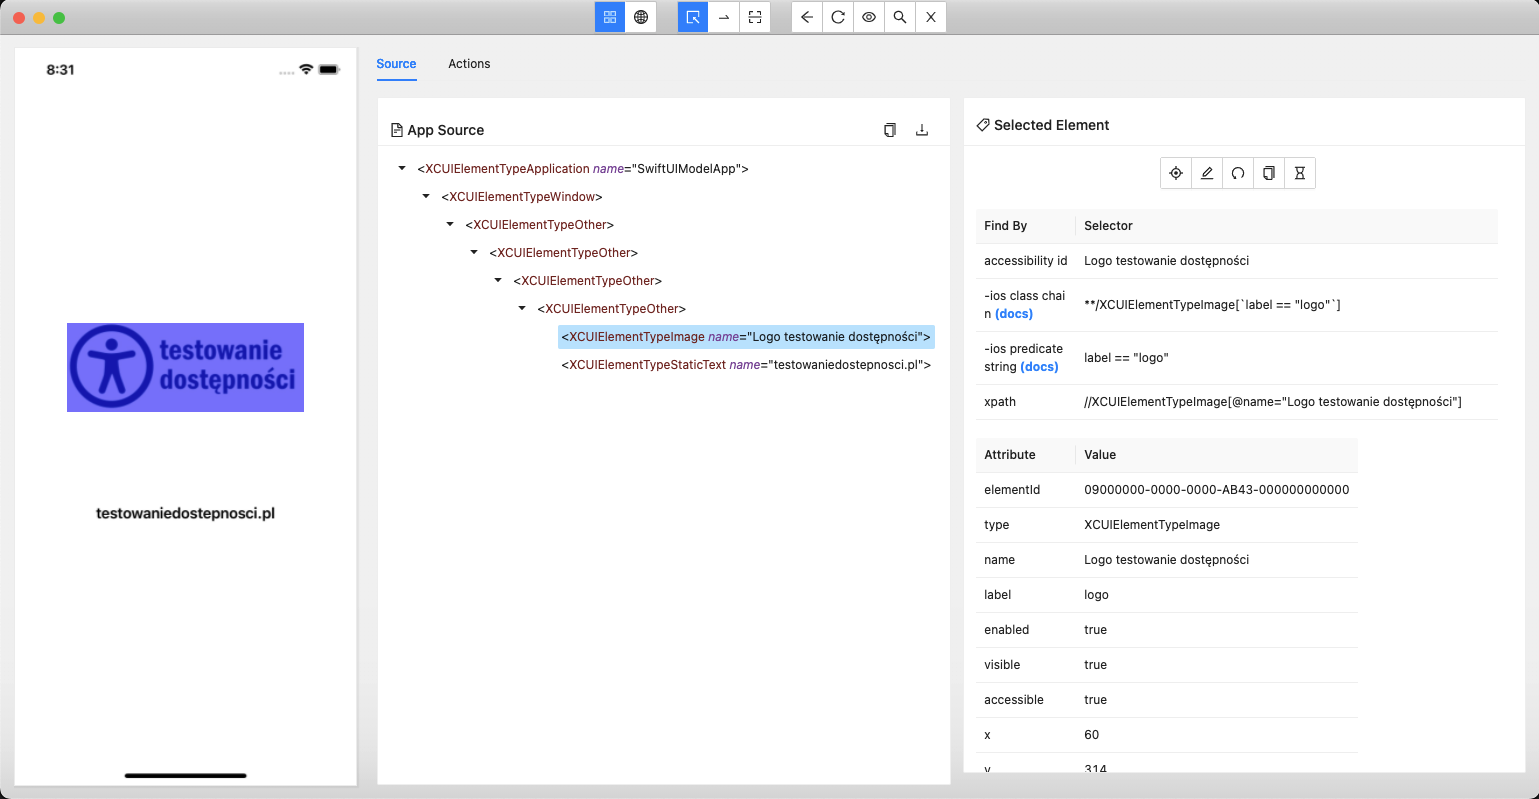 8:31
testowanie
dostępności
testowaniedostepnosci.pl
Source
Actions
App Source
<XCUIElementTypeApplication name="SwiftUIModelApp">
<XCUIElementTypeWindow>
<XCUIElementTypeOther>
<XCUIElementTypeOther>
<XCUIElementTypeOther>
<XCUIElementTypeOther>
<XCUIElementTypeImage name="Logo testowanie dostępności">
<XCUIElementTypeStaticText name="testowaniedostepnosci.pl">
Selected Element
Find By Selector
accessibility id Logo testowanie dostępności
-ios class chai
n (docs) **/XCUIElementTypeImage[`label == "logo"`]
-ios predicate
string (docs) label == "logo"
xpath //XCUIElementTypeImage[@name="Logo testowanie dostępności"]
Attribute Value
elementId 09000000-0000-0000-AB43-000000000000
type XCUIElementTypeImage
name Logo testowanie dostępności
label logo
enabled true
visible true
accessible true
x 60
y 314